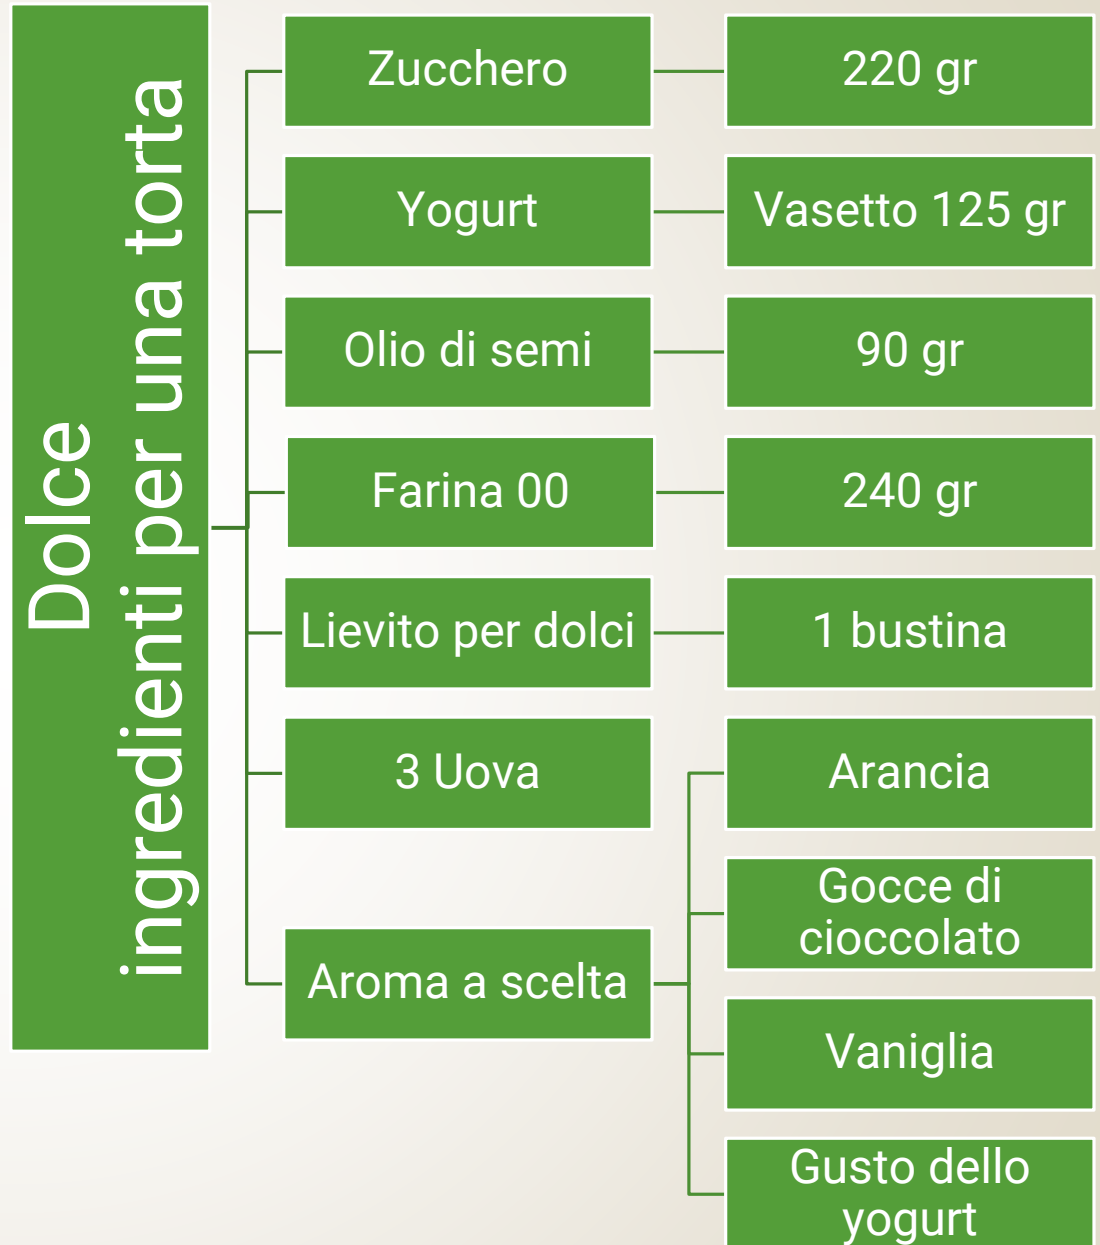 Dolce
ingredienti per una torta
Zucchero
220 gr
Yogurt
Vasetto 125 gr
Olio di semi
90 gr
Farina 00
240 gr
Lievito per dolci
1 bustina
3 Uova
Aroma a scelta
Arancia
Gocce di
cioccolato
Vaniglia
Gusto dello
yogurt